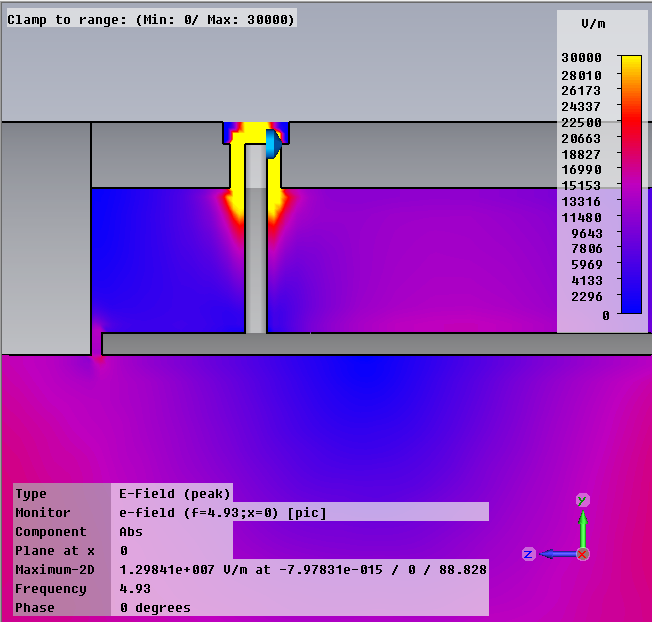 Clamp to range: (Min: 0/ Max: 30000)
V/m
30000
28010
26173
24337
22500
20663
18827
16990
15153
13316
11480
9643
7806
5969
4133
2296
0
Type E-Field (peak)
Monitor e-field (f=4.93;x=0) [pic]
Component Abs
Plane at x 0
Maximum-2D 1.29841e+007 V/m at -7.97831e-015 / 0 / 88.828
Frequency 4.93
Phase 0 degrees
y
z
x